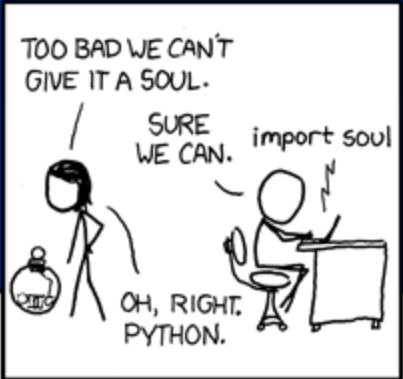 TOO BAD WE CAN'T
GIVE IT A SOUL.
SURE
WE CAN.
import soul
OH, RIGHT.
PYTHON.